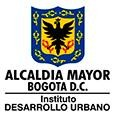 ALCALDIA MAYOR
BOGOTA D.C.
Instituto
DESARROLLO URBANO